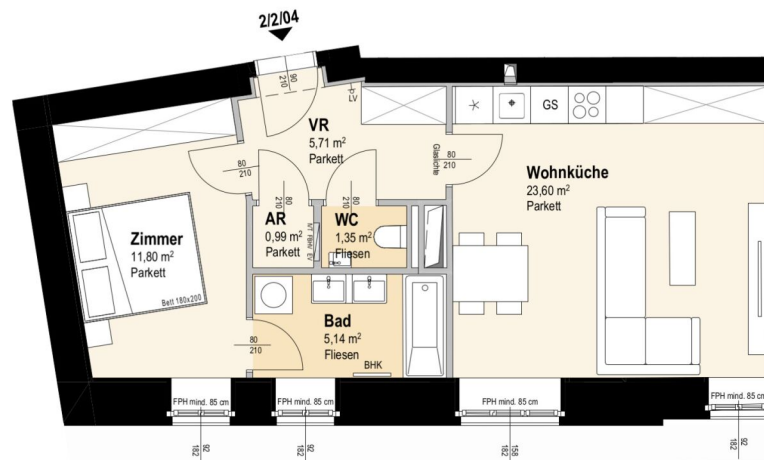 2/2/04
90
210
LV
VR
5,71 m²
Parkett
GS
80
210
80
210
Glaslichte
Wohnküche
23,60 m²
Parkett
80
210
80
210
AR
0,99 m²
Parkett
WC
1,35 m²
Fliesen
Zimmer
11,80 m²
Parkett
Bett 180x200
Bad
5,14 m²
Fliesen
80
210
BHK
FPH mind. 85 cm
FPH mind. 85 cm
FPH mind. 85 cm
FPH mind. 85 cm
92
182
92
182
158
182
92
182